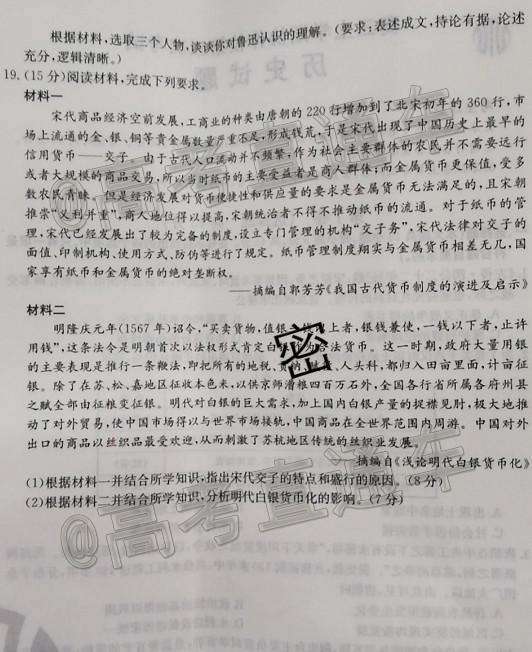 根据材料，选取三个人物，谈谈你对鲁迅认识的理解。（要求：表述成文，持论有据，论述
充分，逻辑清晰。）
19.（15分）阅读材料，完成下列要求。
材料一
宋代商品经济空前发展，工商业的种类由唐朝的220行增加到了北宋初年的360行，市
场上流通的金、银、铜等贵金属数量严重不足，形成钱荒，于是宋代出现了中国历史上最早的
信用货币——交子。由于古代人口流动并不频繁，作为社会主要群体的农民并不需要远行
或者大规模的商品交易，所以当时纸币的主要受益者是商人群体；而金属货币更保值，受多
数农民青睐。但是经济发展对货币便捷性和供应量的要求是金属货币无法满足的，且宋朝
推崇“义利并重”，商人地位得以提高，宋朝统治者不得不推动纸币的流通。对于纸币的管
理，宋代已经发展出了较为完备的制度，设立专门管理的机构“交子务”，宋代法律对交子的
面值、印制机构、使用方式、防伪等进行了规定。纸币管理制度翔实与金属货币相差无几，国
家享有纸币和金属货币的绝对垄断权。
——摘编自郭芳芳《我国古代货币制度的演进及启示》
材料二
明隆庆元年（1567年）诏令，“买卖货物，值银上者，银钱兼使，一钱以下者，止许
用钱”，这条法令是明朝首次以法权形式肯定白银法货币。这一时期，政府大量用银
的主要表现是推行一条鞭法，即把所有的地税、人头科，都归入田亩里面，计亩征
银。除了在苏、松、嘉地区征收本色米，以供京师漕粮四百万石外，全国各行省所属各府州县
之赋全部由征粮变征银。明代对白银的巨大需求，加上国内白银产量的捉襟见肘，极大地推
动了对外贸易，使中国市场得以与世界市场接轨，中国商品在全世界范围内周游。中国对外
出口的商品以丝织品最受欢迎，从而刺激了苏杭地区传统的丝织业发展。
——摘编自《浅论明代白银货币化》
（1）根据材料一并结合所学知识，指出宋代交子的特点和盛行的原因。（8分）
（2）根据材料二并结合所学知识，分析明代白银货币化的影响。（7分）
密
@高考直通车
@高考直通车